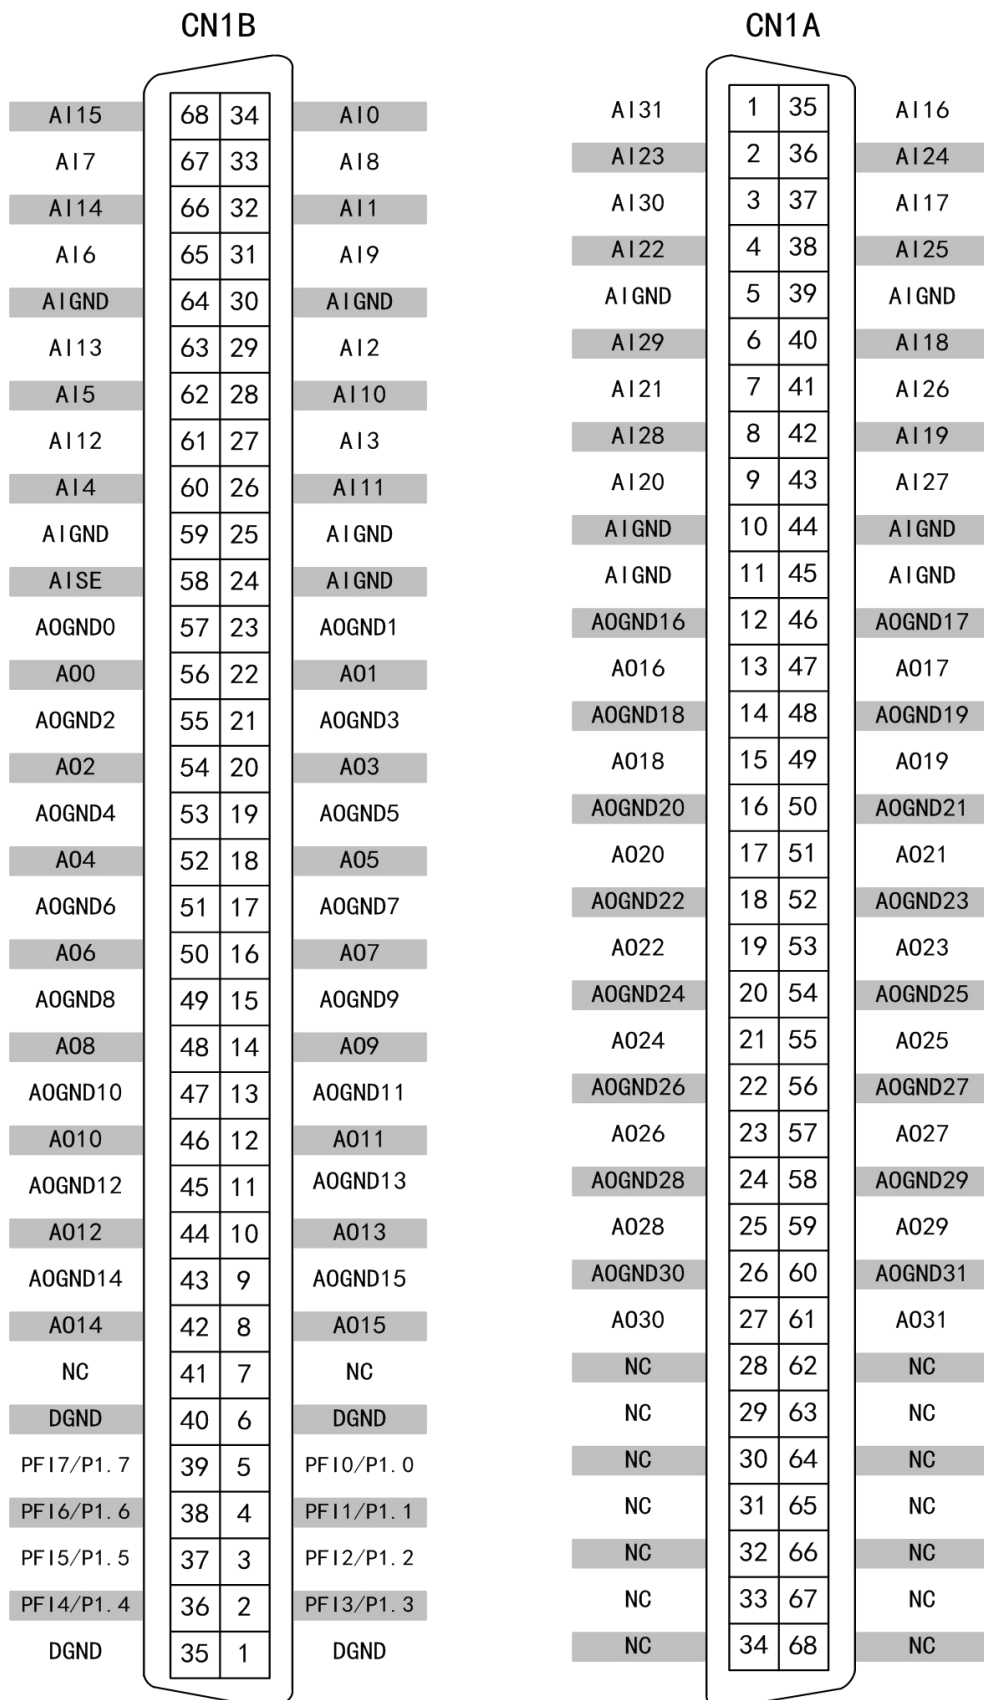 CN1B CN1A
AI15 68 34 AI0 AI31 1 35 AI16
AI7 67 33 AI8 AI23 2 36 AI24
AI14 66 32 AI1 AI30 3 37 AI17
AI6 65 31 AI9 AI22 4 38 AI25
AIGND 64 30 AIGND AIGND 5 39 AIGND
AI13 63 29 AI2 AI29 6 40 AI18
AI5 62 28 AI10 AI21 7 41 AI26
AI12 61 27 AI3 AI28 8 42 AI19
AI4 60 26 AI11 AI20 9 43 AI27
AIGND 59 25 AIGND AIGND 10 44 AIGND
AISE 58 24 AIGND AIGND 11 45 AIGND
AOGND0 57 23 AOGND1 AOGND16 12 46 AOGND17
AO0 56 22 AO1 AO16 13 47 AO17
AOGND2 55 21 AOGND3 AOGND18 14 48 AOGND19
AO2 54 20 AO3 AO18 15 49 AO19
AOGND4 53 19 AOGND5 AOGND20 16 50 AOGND21
AO4 52 18 AO5 AO20 17 51 AO21
AOGND6 51 17 AOGND7 AOGND22 18 52 AOGND23
AO6 50 16 AO7 AO22 19 53 AO23
AOGND8 49 15 AOGND9 AOGND24 20 54 AOGND25
AO8 48 14 AO9 AO24 21 55 AO25
AOGND10 47 13 AOGND11 AOGND26 22 56 AOGND27
AO10 46 12 AO11 AO26 23 57 AO27
AOGND12 45 11 AOGND13 AOGND28 24 58 AOGND29
AO12 44 10 AO13 AO28 25 59 AO29
AOGND14 43 9 AOGND15 AOGND30 26 60 AOGND31
AO14 42 8 AO15 AO30 27 61 AO31
NC 41 7 NC NC 28 62 NC
DGND 40 6 DGND NC 29 63 NC
PFI7/P1.7 39 5 PFI0/P1.0 NC 30 64 NC
PFI6/P1.6 38 4 PFI1/P1.1 NC 31 65 NC
PFI5/P1.5 37 3 PFI2/P1.2 NC 32 66 NC
PFI4/P1.4 36 2 PFI3/P1.3 NC 33 67 NC
DGND 35 1 DGND NC 34 68 NC